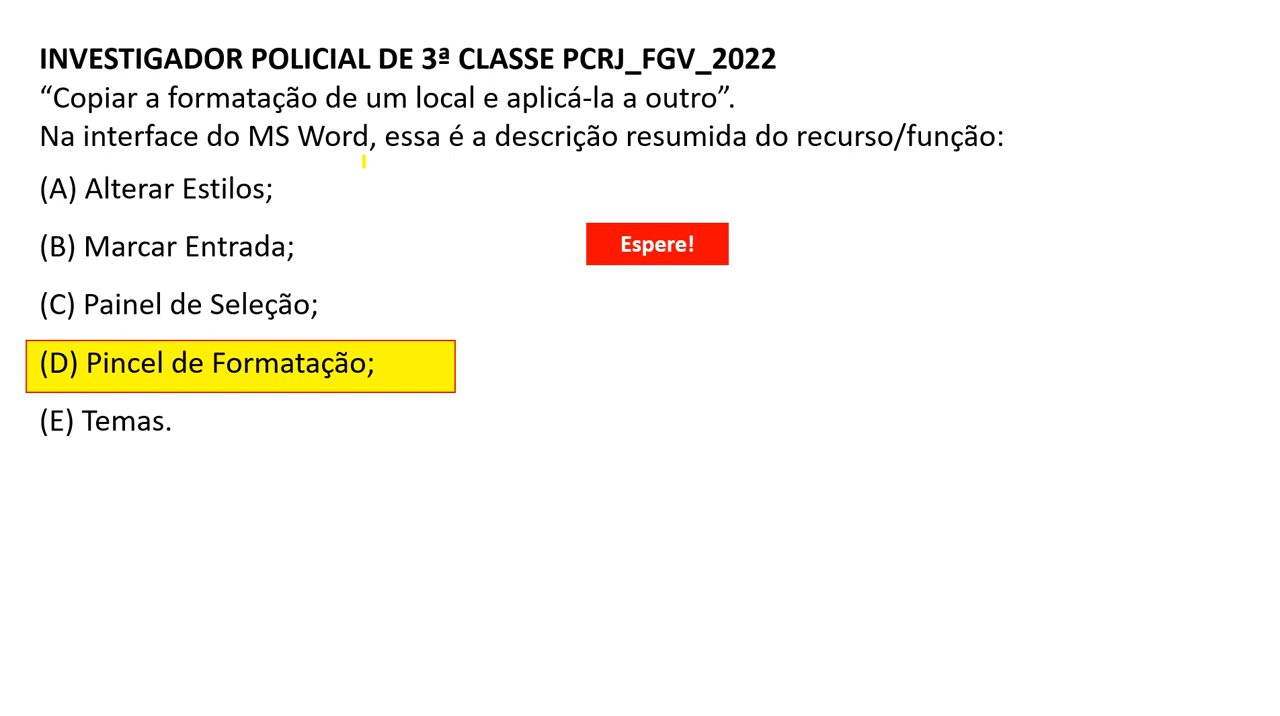 INVESTIGADOR POLICIAL DE 3ª CLASSE PCRJ_FGV_2022
“Copiar a formatação de um local e aplicá-la a outro”.
Na interface do MS Word, essa é a descrição resumida do recurso/função:
(A) Alterar Estilos;
(B) Marcar Entrada;
Espere!
(C) Painel de Seleção;
(D) Pincel de Formatação;
(E) Temas.